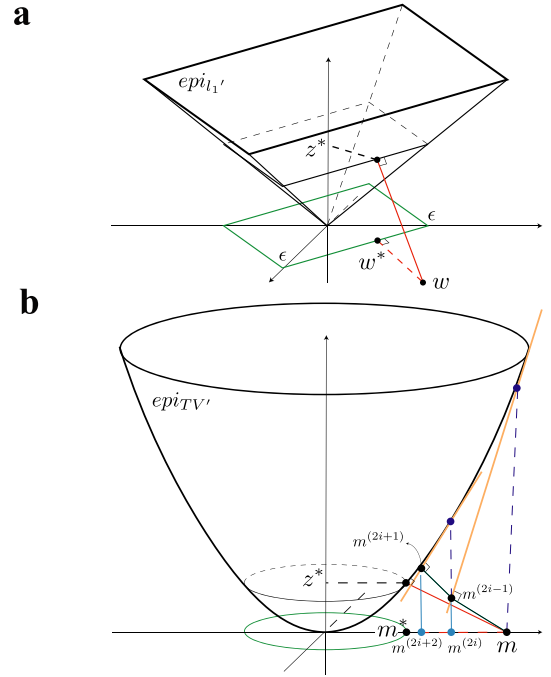 a
epi_{l_1'}
z*
ϵ
ϵ
w*
w
b
epi_{TV'}
m^{(2i+1)}
z*
m^{(2i-1)}
m*
m^{(2i+2)} m^{(2i)} m